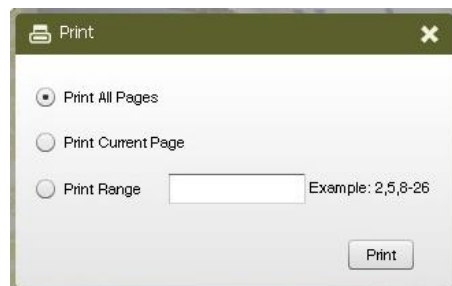 Print
Print All Pages
Print Current Page
Print Range Example: 2,5,8-26
Print